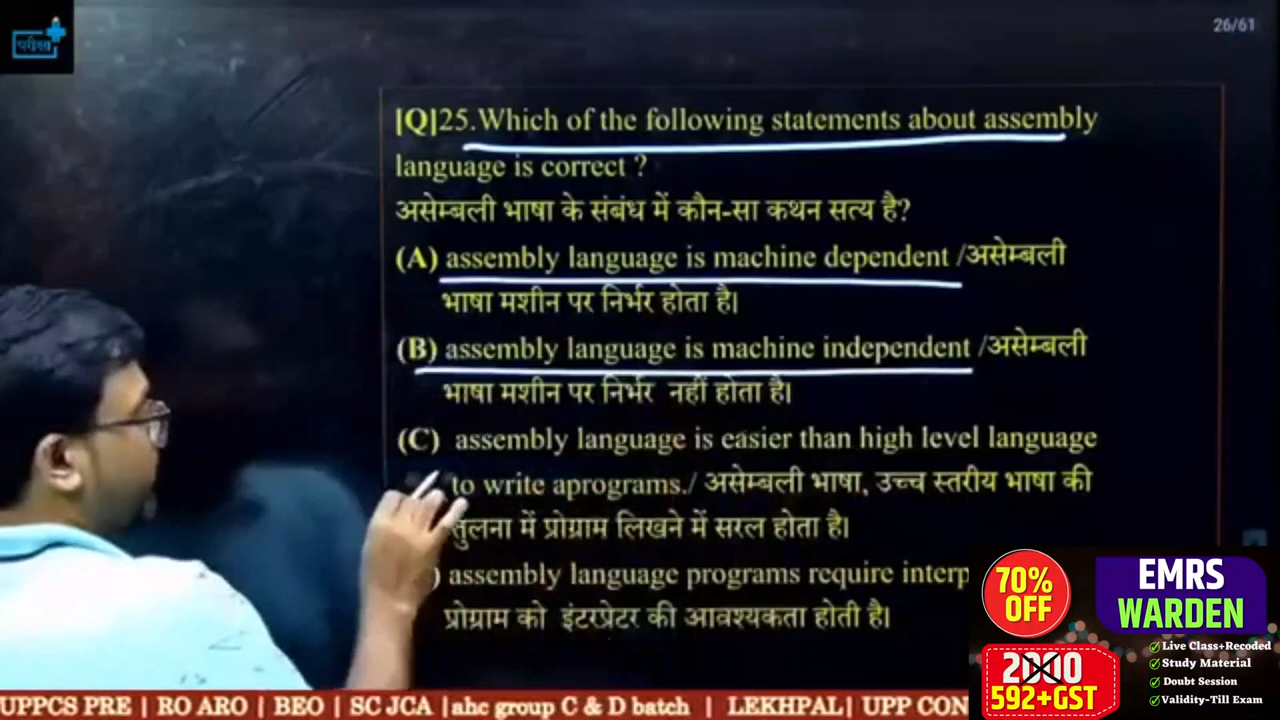 परीक्षा
26/61
[Q]25.Which of the following statements about assembly
language is correct ?
असेम्बली भाषा के संबंध में कौन-सा कथन सत्य है?
(A) assembly language is machine dependent /असेम्बली
भाषा मशीन पर निर्भर होता है।
(B) assembly language is machine independent /असेम्बली
भाषा मशीन पर निर्भर नहीं होता है।
(C) assembly language is easier than high level language
to write aprograms./ असेम्बली भाषा, उच्च स्तरीय भाषा की
तुलना में प्रोग्राम लिखने में सरल होता है।
) assembly language programs require interp
प्रोग्राम को इंटरप्रेटर की आवश्यकता होती है।
70%
OFF
EMRS
WARDEN
2000
592+GST
Live Class+Recoded
Study Material
Doubt Session
Validity-Till Exam
UPPCS PRE | RO ARO | BEO | SC JCA |ahc group C & D batch | LEKHPAL| UPP CON